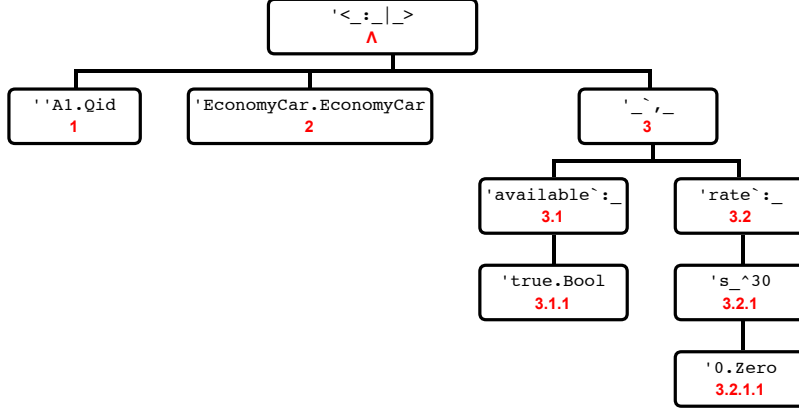 '<_:_|_>
Λ
''A1.Qid
1
'EconomyCar.EconomyCar
2
'_`,_
3
'available`:_
3.1
'rate`:_
3.2
'true.Bool
3.1.1
's_^30
3.2.1
'0.Zero
3.2.1.1